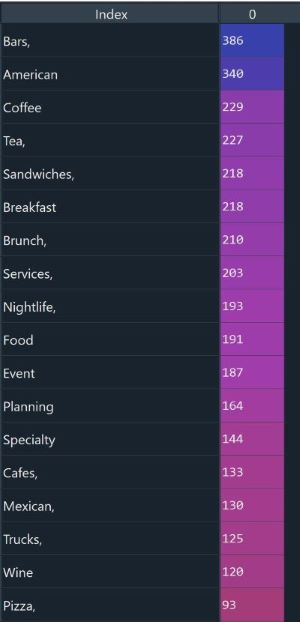 Index 0
Bars, 386
American 340
Coffee 229
Tea, 227
Sandwiches, 218
Breakfast 218
Brunch, 210
Services, 203
Nightlife, 193
Food 191
Event 187
Planning 164
Specialty 144
Cafes, 133
Mexican, 130
Trucks, 125
Wine 120
Pizza, 93